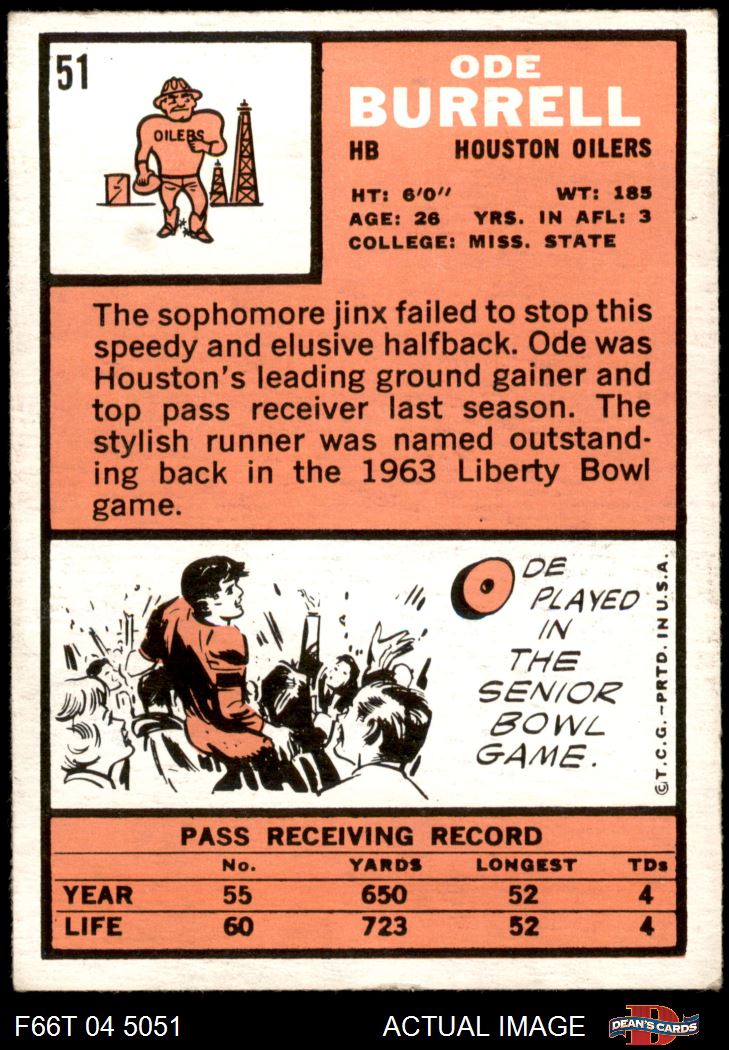 51
OILERS
ODE
BURRELL
HB HOUSTON OILERS
HT: 6'0" WT: 185
AGE: 26 YRS. IN AFL: 3
COLLEGE: MISS. STATE
The sophomore jinx failed to stop this
speedy and elusive halfback. Ode was
Houston's leading ground gainer and
top pass receiver last season. The
stylish runner was named outstand-
ing back in the 1963 Liberty Bowl
game.
ODE
PLAYED
IN
THE
SENIOR
BOWL
GAME.
©T.C.G.—PRTD. IN U.S.A.
PASS RECEIVING RECORD
No. YARDS LONGEST TDs
YEAR 55 650 52 4
LIFE 60 723 52 4
F66T 04 5051 ACTUAL IMAGE D DEAN'S CARDS